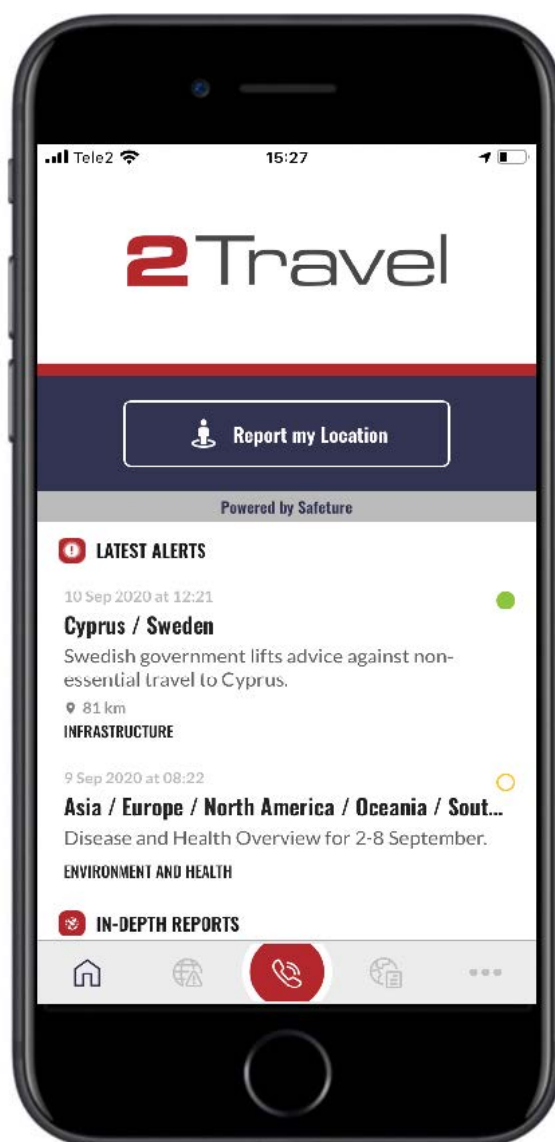 Tele2 15:27
2Travel
Report my Location
Powered by Safeture
LATEST ALERTS
10 Sep 2020 at 12:21
Cyprus / Sweden
Swedish government lifts advice against non-
essential travel to Cyprus.
81 km
INFRASTRUCTURE
9 Sep 2020 at 08:22
Asia / Europe / North America / Oceania / Sout...
Disease and Health Overview for 2-8 September.
ENVIRONMENT AND HEALTH
IN-DEPTH REPORTS